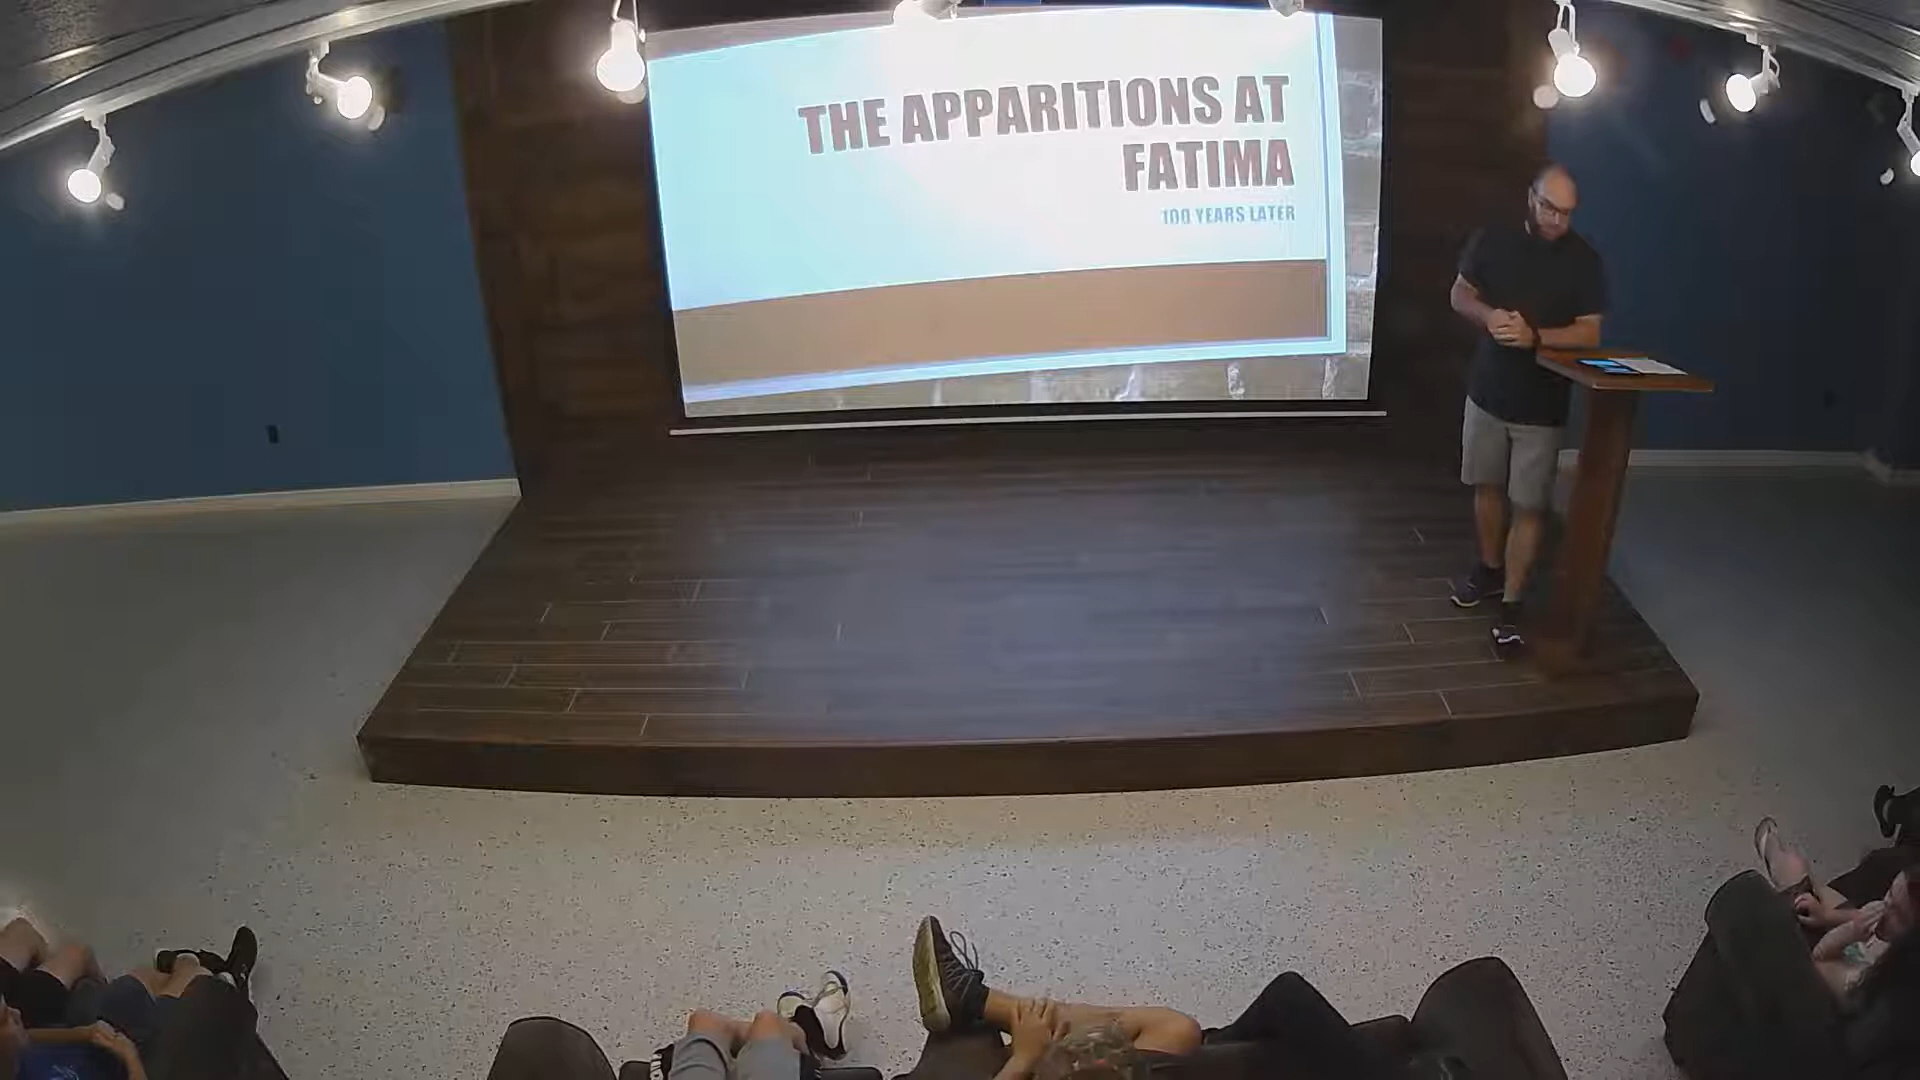 THE APPARITIONS AT
FATIMA
100 YEARS LATER